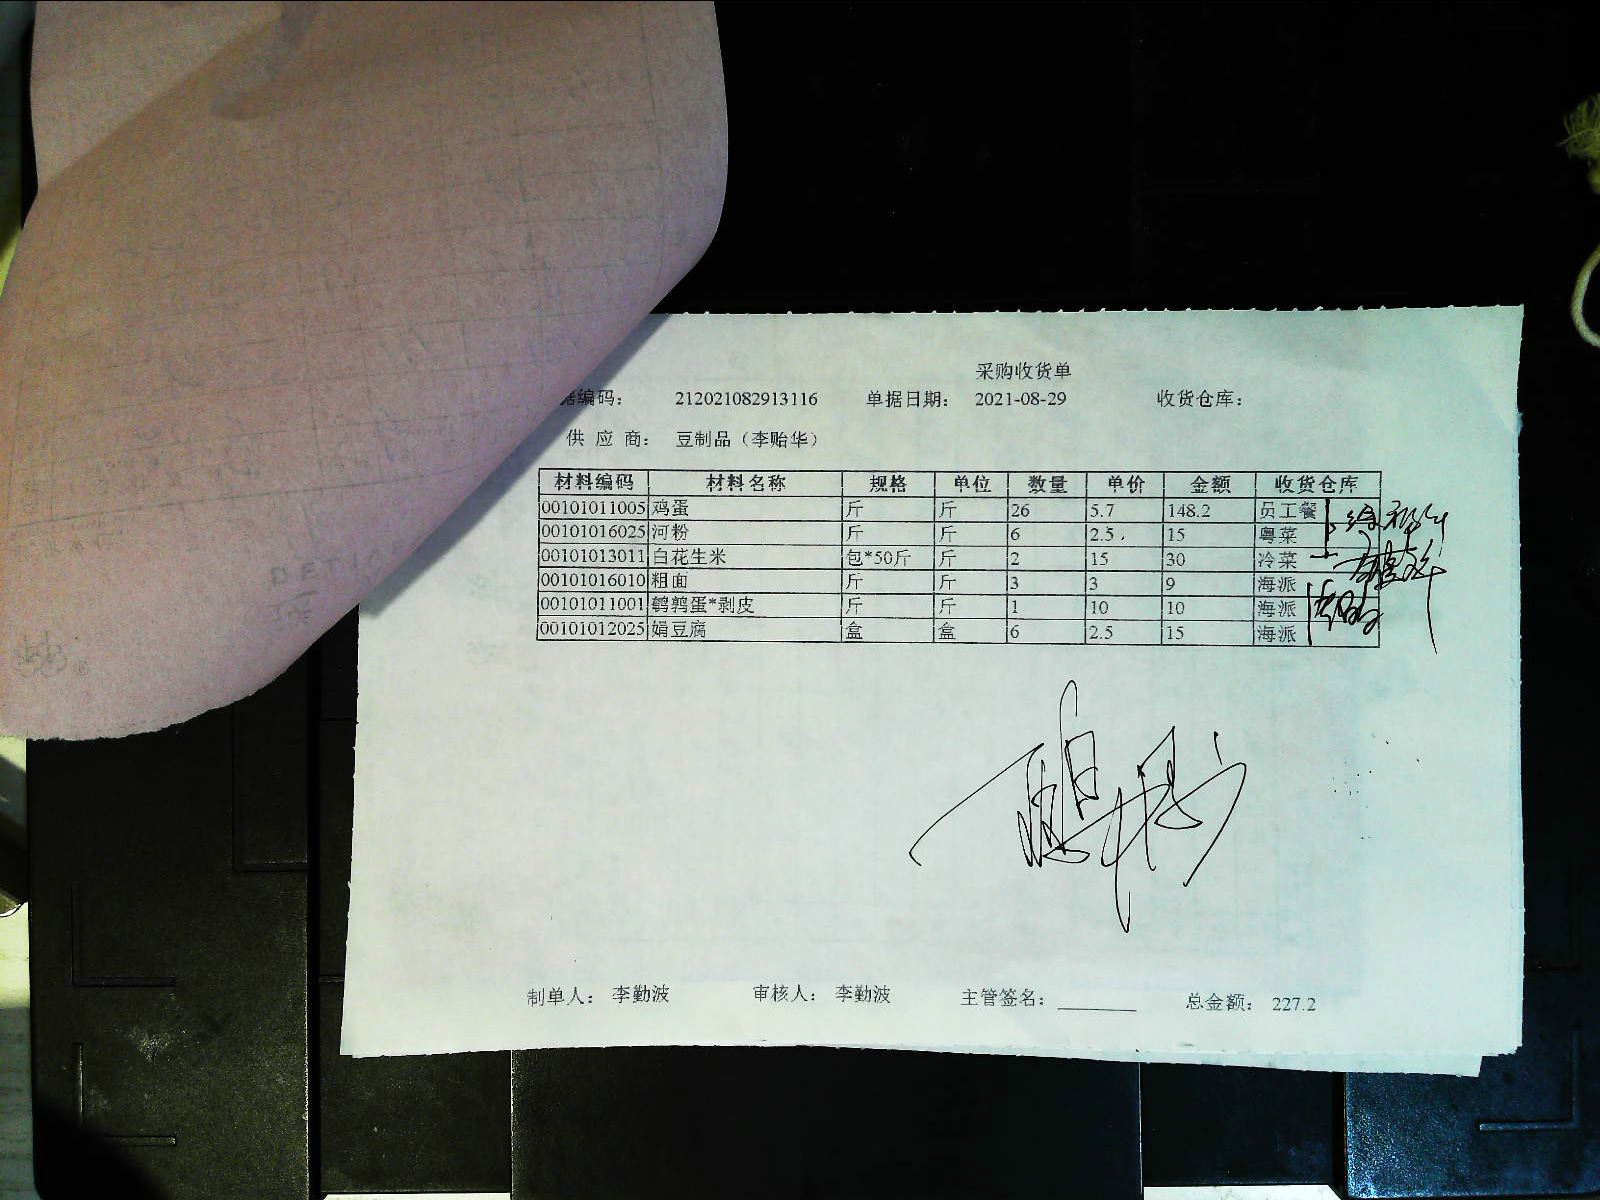 采购收货单
据编码： 212021082913116 单据日期： 2021-08-29 收货仓库：
供 应 商： 豆制品（李贻华）
材料编码 材料名称 规格 单位 数量 单价 金额 收货仓库
00101011005 鸡蛋 斤 斤 26 5.7 148.2 员工餐
00101016025 河粉 斤 斤 6 2.5 15 粤菜
00101013011 白花生米 包*50斤 斤 2 15 30 冷菜
00101016010 粗面 斤 斤 3 3 9 海派
00101011001 鹌鹑蛋*剥皮 斤 斤 1 10 10 海派
00101012025 娟豆腐 盒 盒 6 2.5 15 海派
制单人： 李勤波 审核人： 李勤波 主管签名： 总金额： 227.2